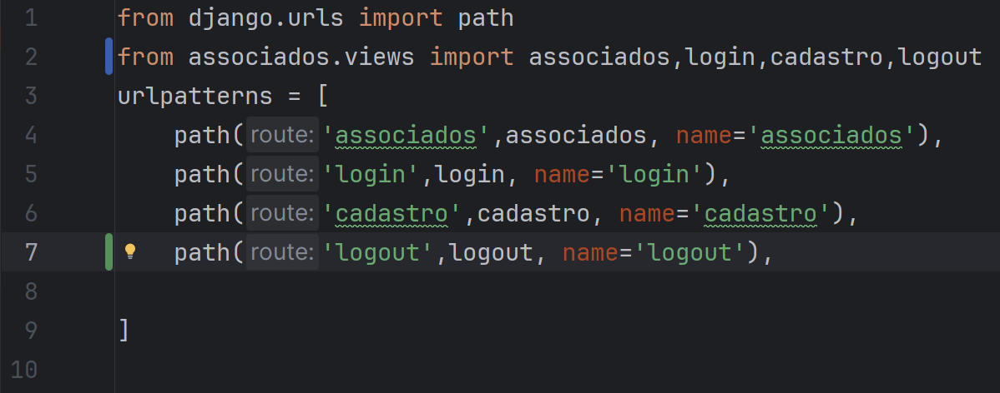 1 from django.urls import path
2 from associados.views import associados,login,cadastro,logout
3 urlpatterns = [
4     path(route:'associados',associados, name='associados'),
5     path(route:'login',login, name='login'),
6     path(route:'cadastro',cadastro, name='cadastro'),
7     path(route:'logout',logout, name='logout'),
8
9 ]
10